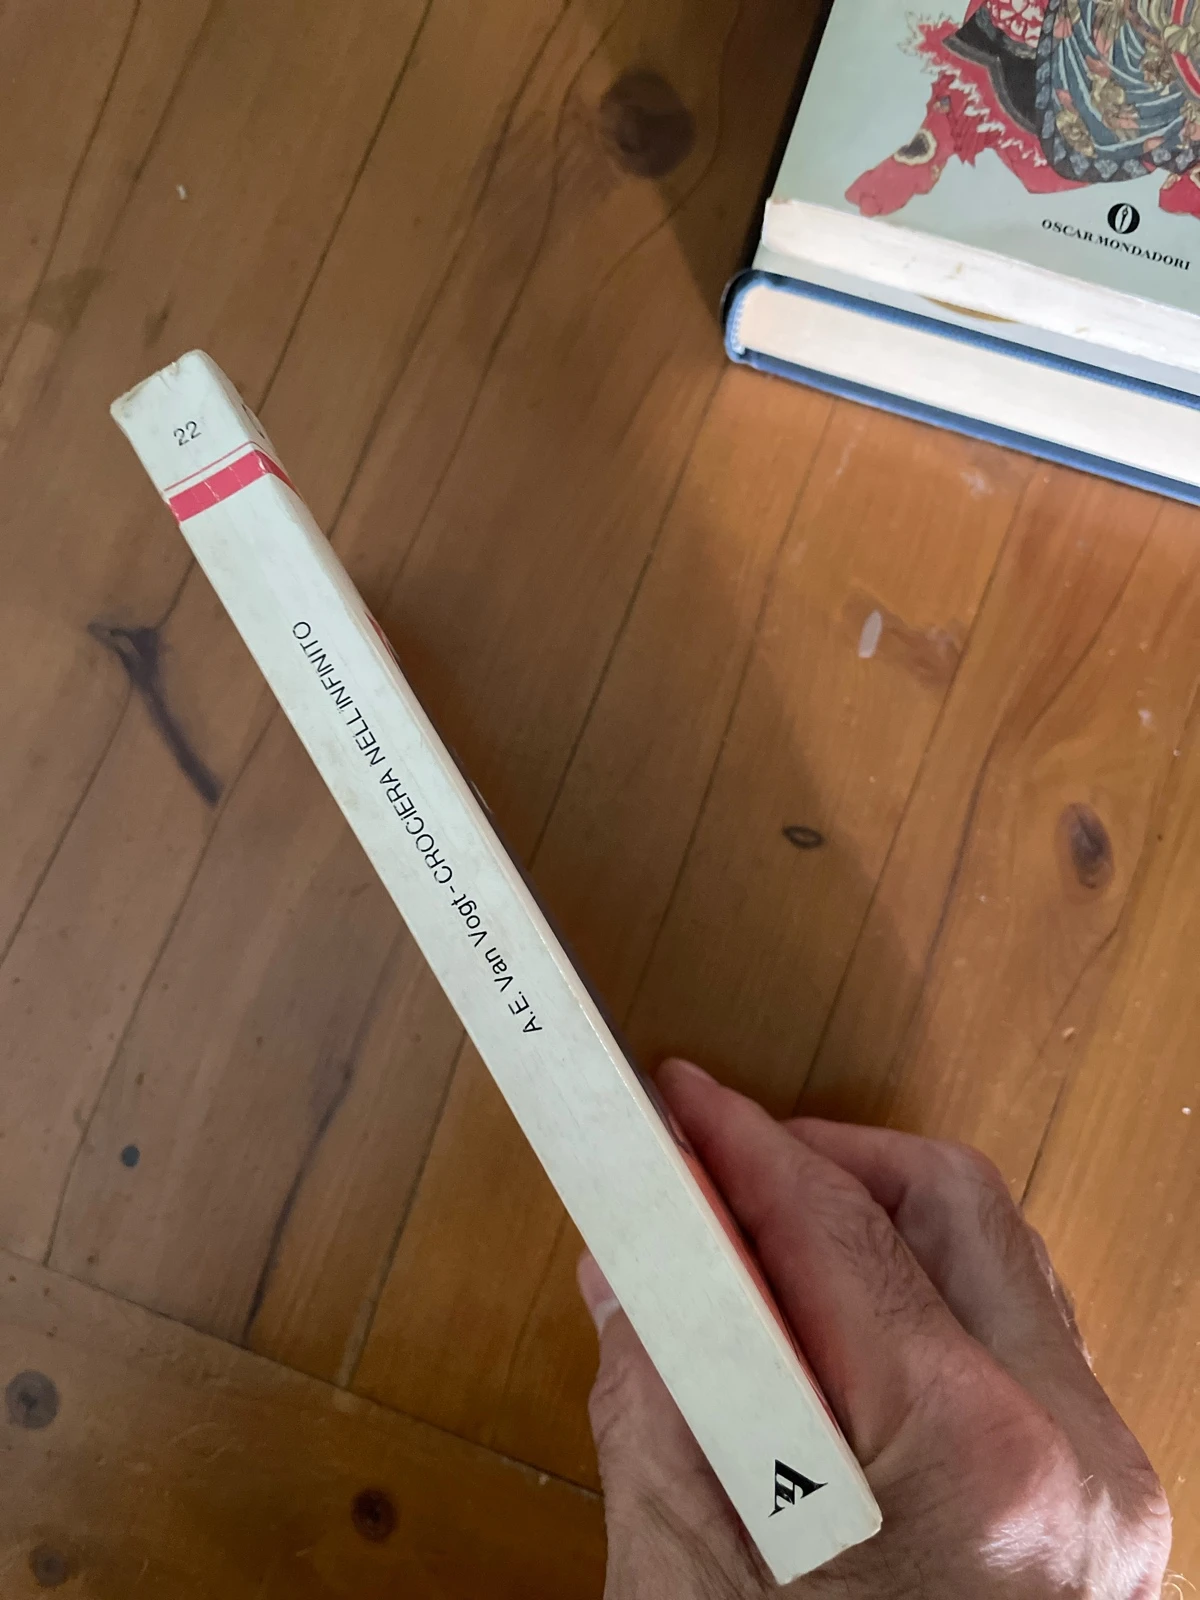 22
A.E. Van Vogt - CROCIERA NELL'INFINITO
OSCAR MONDADORI